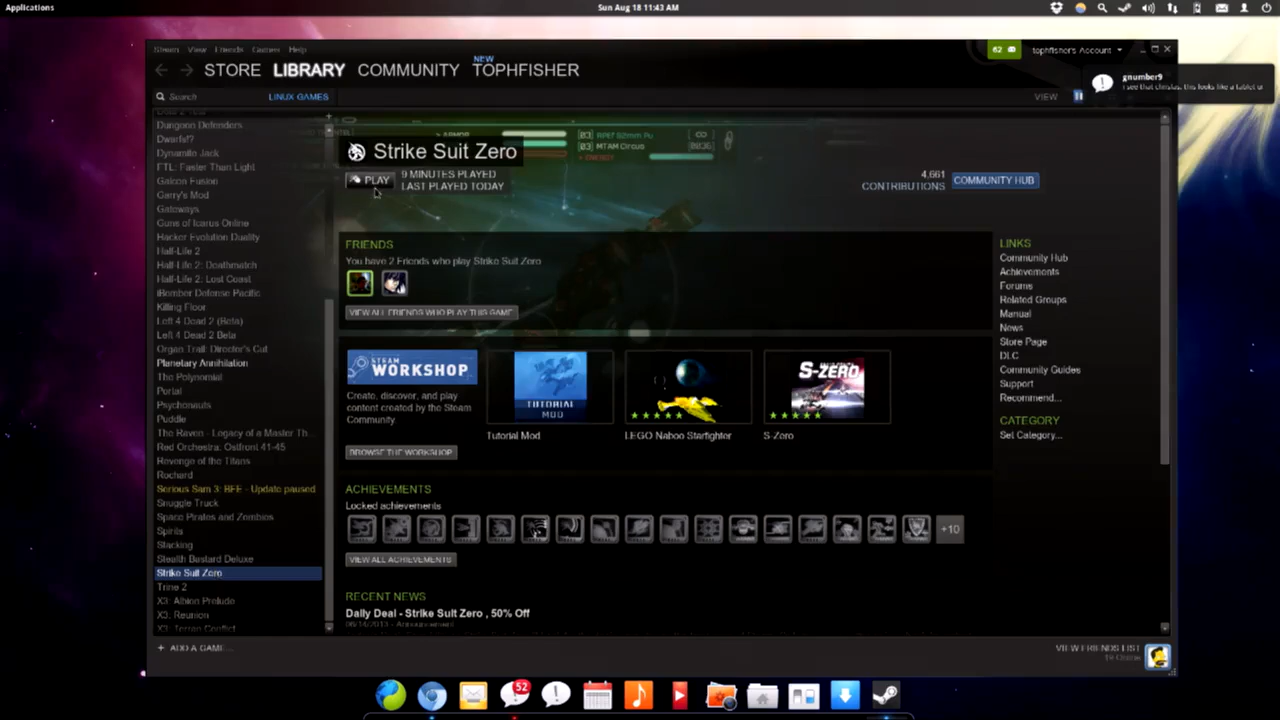 Applications
Sun Aug 18 11:43 AM
Steam View Friends Games Help
62
tophfisher's Account
STORE LIBRARY COMMUNITY TOPHFISHER
NEW
gnumber9
Search
LINUX GAMES
VIEW
Dungeon Defenders
Dwarfs!?
Dynamite Jack
FTL: Faster Than Light
Galcon Fusion
Garry's Mod
Gateways
Guns of Icarus Online
Hacker Evolution Duality
Half-Life 2
Half-Life 2: Deathmatch
Half-Life 2: Lost Coast
iBomber Defense Pacific
Killing Floor
Left 4 Dead 2 (Beta)
Left 4 Dead 2 Beta
Organ Trail: Director's Cut
Planetary Annihilation
The Polynomial
Portal
Psychonauts
Puddle
The Raven - Legacy of a Master Th...
Red Orchestra: Ostfront 41-45
Revenge of the Titans
Rochard
Serious Sam 3: BFE - Update paused
Snuggle Truck
Space Pirates and Zombies
Spirits
Stacking
Stealth Bastard Deluxe
Strike Suit Zero
Trine 2
X3: Albion Prelude
X3: Reunion
X3: Terran Conflict
+ ADD A GAME...
ARMOR
ENERGY
Strike Suit Zero
PLAY
9 MINUTES PLAYED
LAST PLAYED TODAY
4,661
CONTRIBUTIONS
COMMUNITY HUB
FRIENDS
You have 2 Friends who play Strike Suit Zero
VIEW ALL FRIENDS WHO PLAY THIS GAME
STEAM
WORKSHOP
Create, discover, and play
content created by the Steam
Community.
BROWSE THE WORKSHOP
TUTORIAL
MOD
Tutorial Mod
LEGO Naboo Starfighter
S-ZERO
S-Zero
ACHIEVEMENTS
Locked achievements
+10
VIEW ALL ACHIEVEMENTS
RECENT NEWS
Daily Deal - Strike Suit Zero , 50% Off
LINKS
Community Hub
Achievements
Forums
Related Groups
Manual
News
Store Page
DLC
Community Guides
Support
Recommend...
CATEGORY
Set Category...
VIEW FRIENDS LIST
19 Online
52